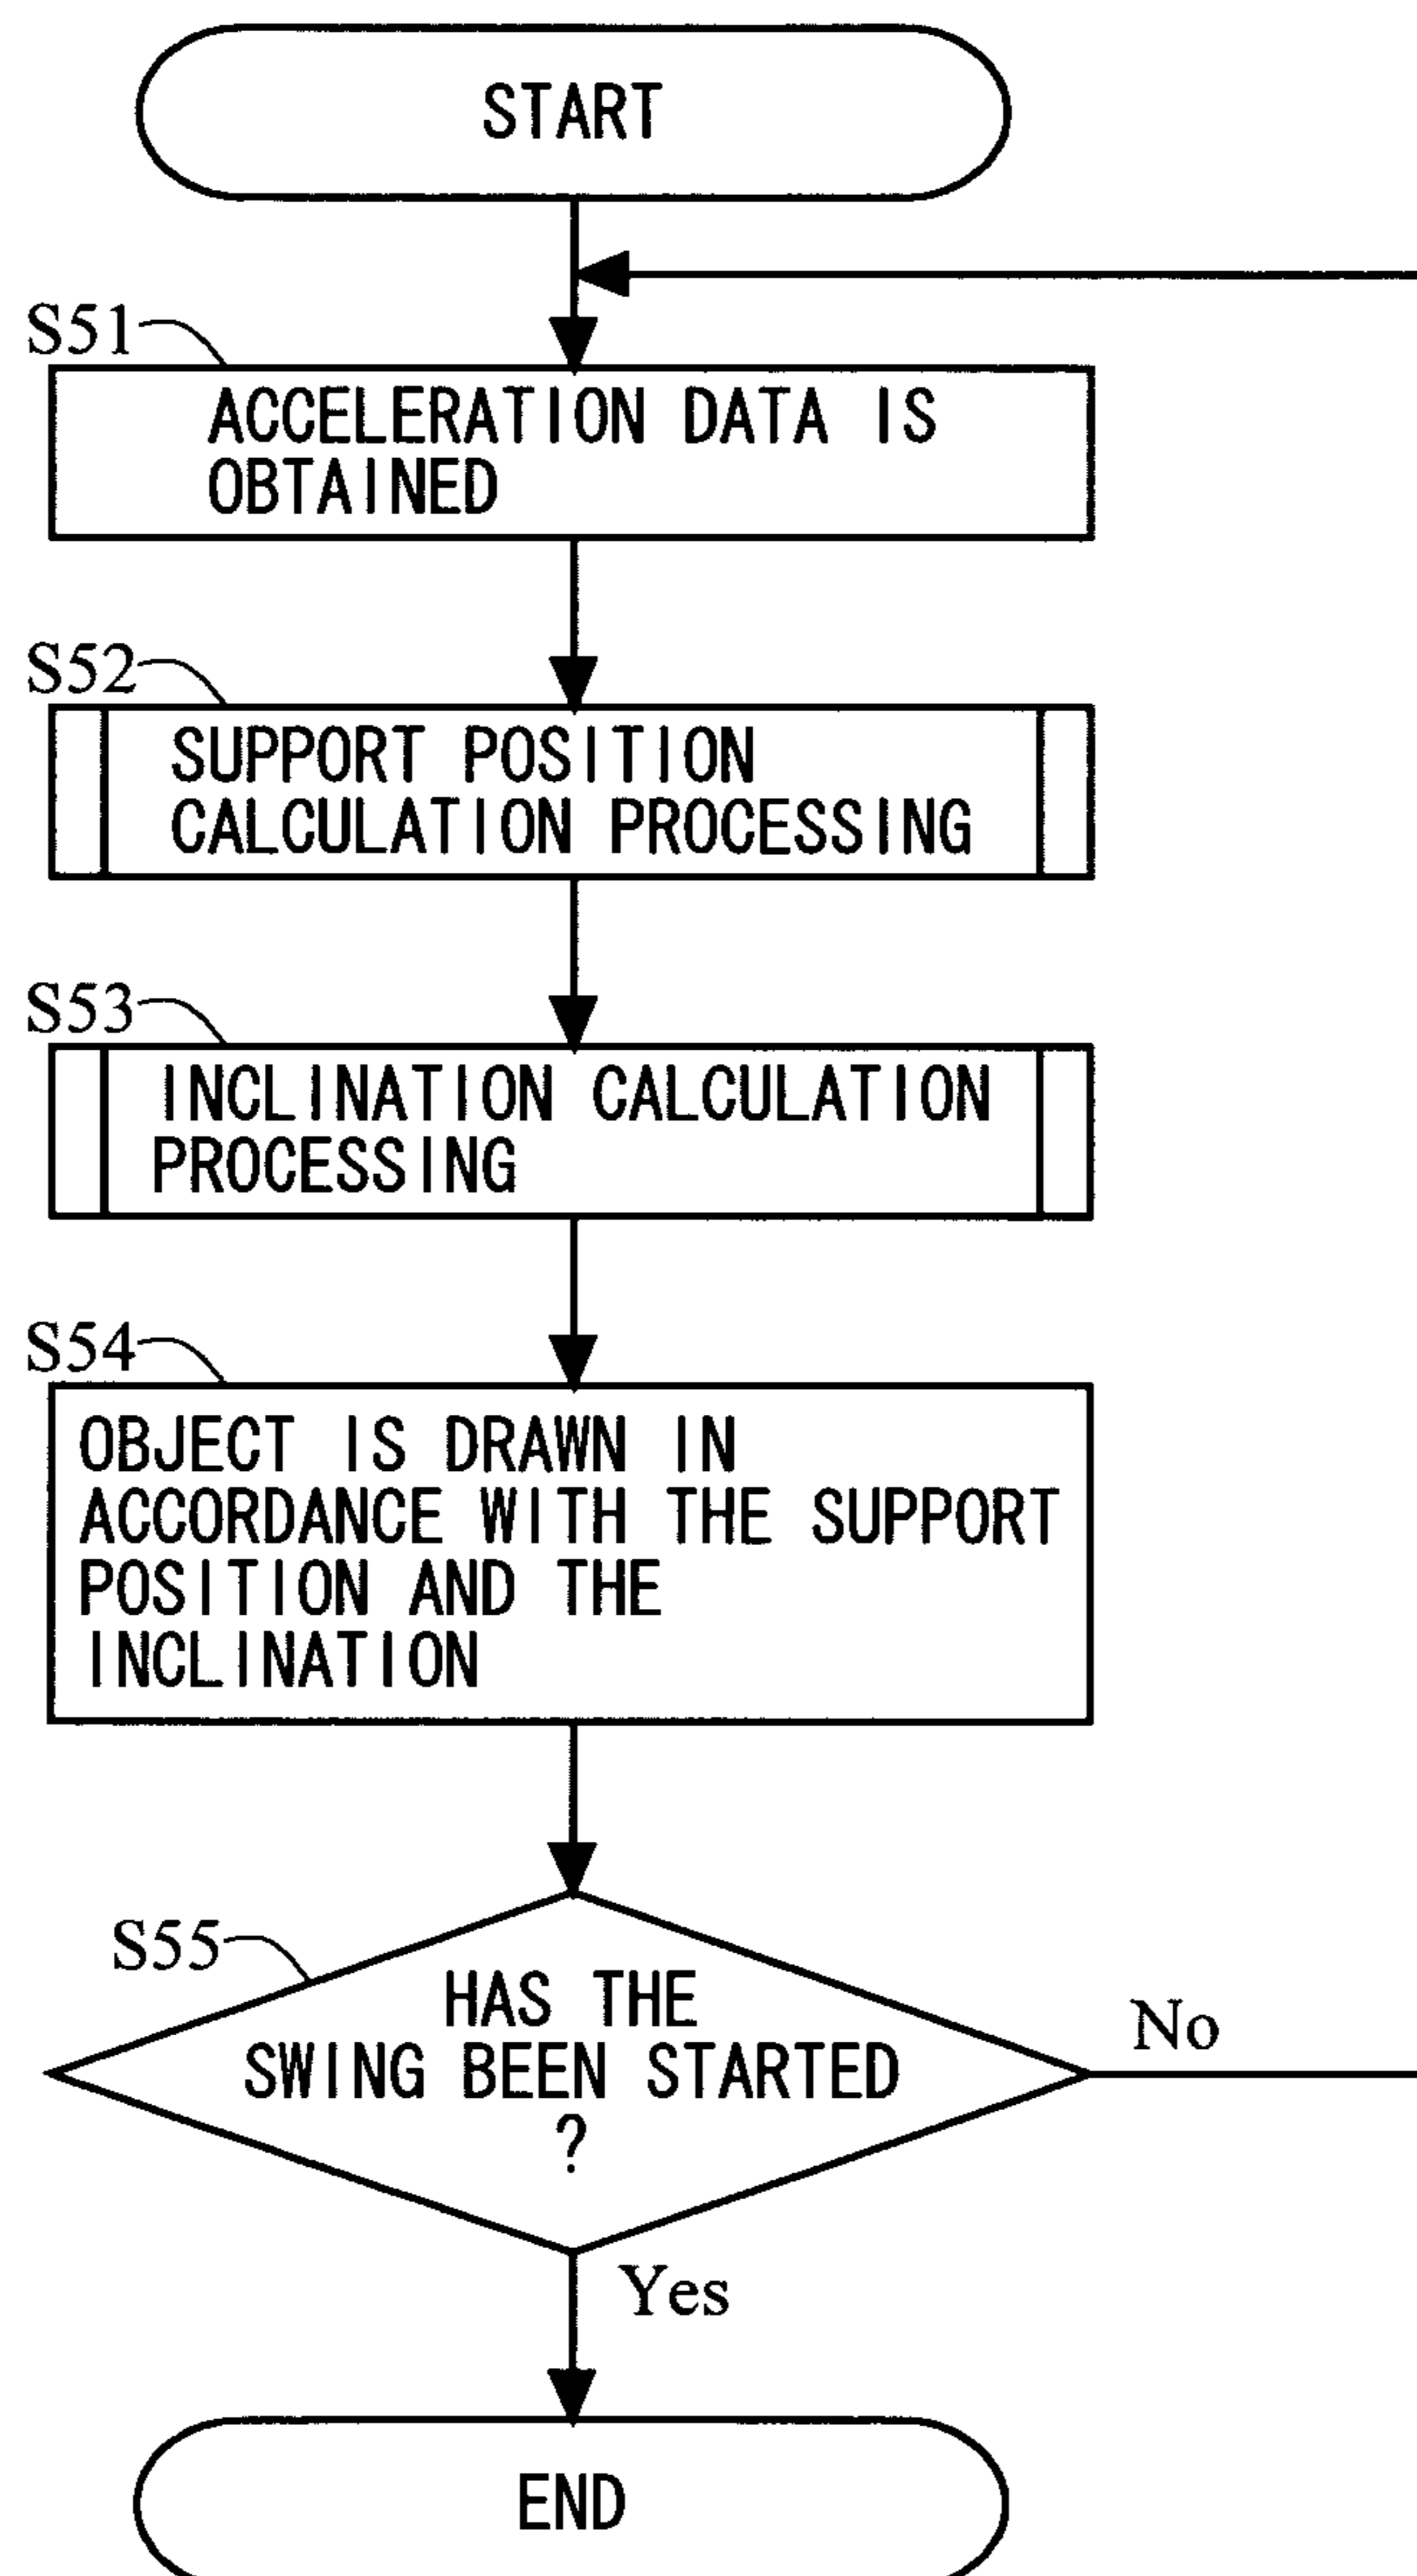 START
S51
ACCELERATION DATA IS
OBTAINED
S52
SUPPORT POSITION
CALCULATION PROCESSING
S53
INCLINATION CALCULATION
PROCESSING
S54
OBJECT IS DRAWN IN
ACCORDANCE WITH THE SUPPORT
POSITION AND THE
INCLINATION
S55
HAS THE
SWING BEEN STARTED
?
No
Yes
END